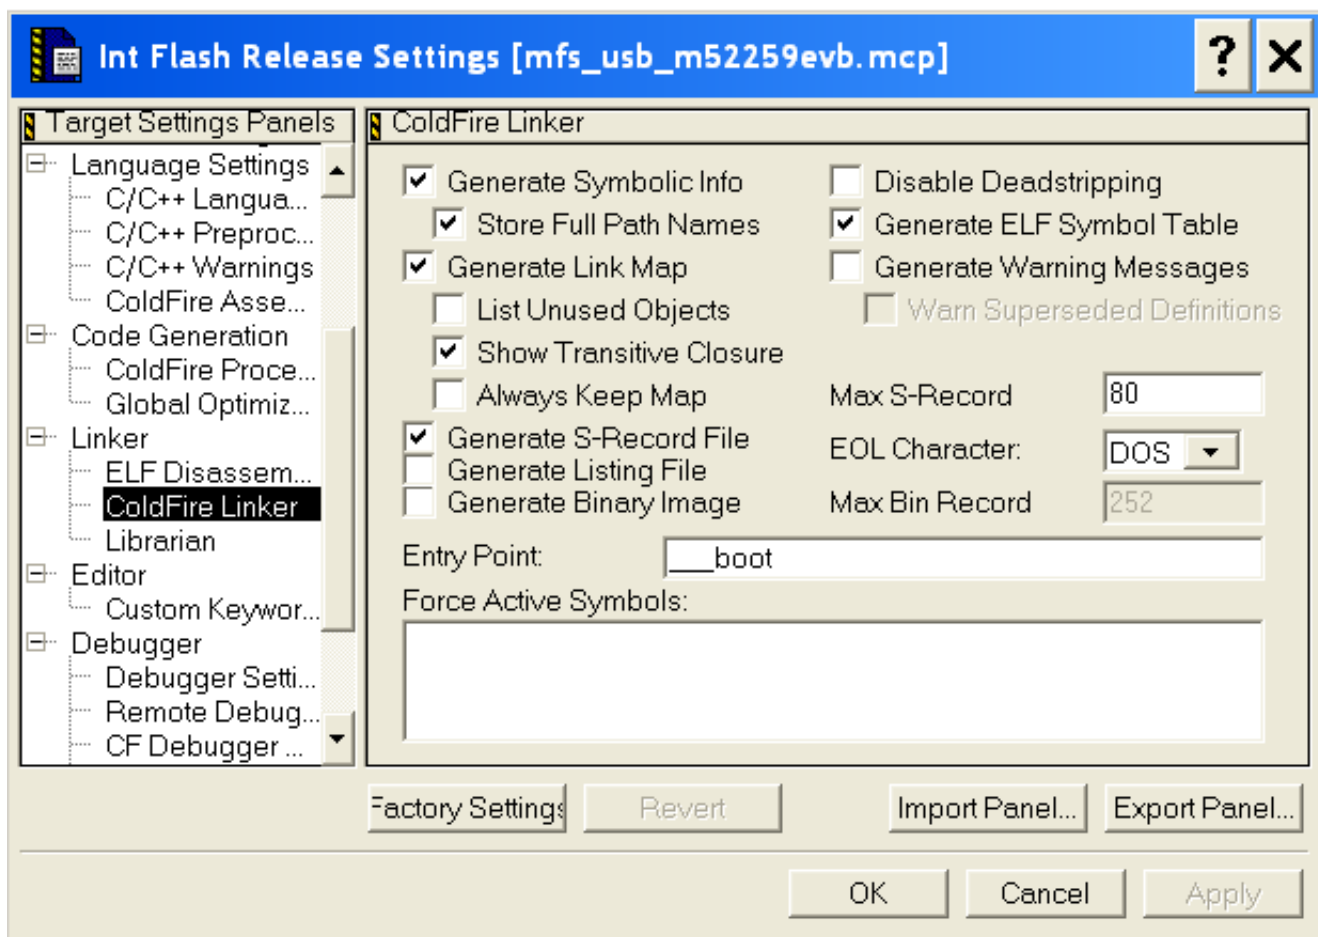 Int Flash Release Settings [mfs_usb_m52259evb.mcp]
Target Settings Panels
Language Settings
C/C++ Langua...
C/C++ Preproc...
C/C++ Warnings
ColdFire Asse...
Code Generation
ColdFire Proce...
Global Optimiz...
Linker
ELF Disassem...
ColdFire Linker
Librarian
Editor
Custom Keywor...
Debugger
Debugger Setti...
Remote Debug...
CF Debugger ...
ColdFire Linker
Generate Symbolic Info
Disable Deadstripping
Store Full Path Names
Generate ELF Symbol Table
Generate Link Map
Generate Warning Messages
List Unused Objects
Warn Superseded Definitions
Show Transitive Closure
Always Keep Map
Max S-Record 80
Generate S-Record File
EOL Character: DOS
Generate Listing File
Generate Binary Image
Max Bin Record 252
Entry Point: ___boot
Force Active Symbols:
Factory Settings Revert Import Panel... Export Panel...
OK Cancel Apply